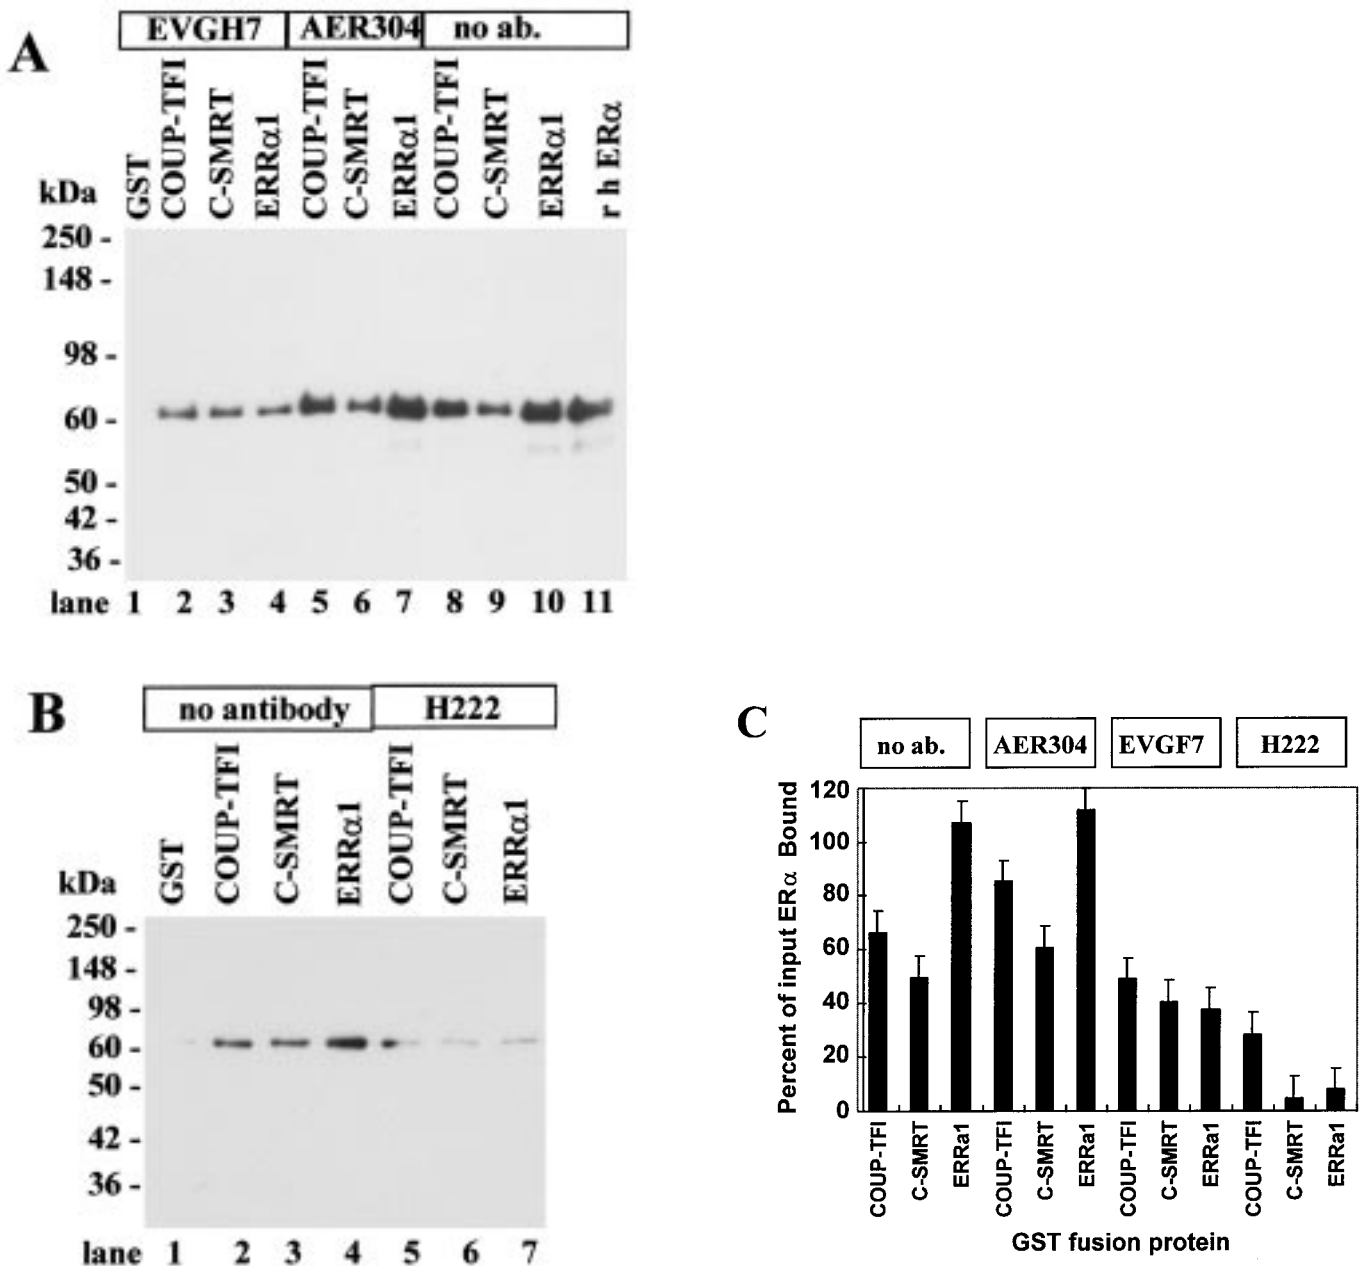 A
EVGH7 AER304 no ab.
GST COUP-TFI C-SMRT ERRα1 COUP-TFI C-SMRT ERRα1 COUP-TFI C-SMRT ERRα1 r h ERα
kDa
250 -
148 -
98 -
60 -
50 -
42 -
36 -
lane 1 2 3 4 5 6 7 8 9 10 11
B
no antibody H222
GST COUP-TFI C-SMRT ERRα1 COUP-TFI C-SMRT ERRα1
kDa
250 -
148 -
98 -
60 -
50 -
42 -
36 -
lane 1 2 3 4 5 6 7
C
no ab. AER304 EVGF7 H222
Percent of input ERα Bound
120
100
80
60
40
20
0
COUP-TFI C-SMRT ERRa1 COUP-TFI C-SMRT ERRa1 COUP-TFI C-SMRT ERRa1 COUP-TFI C-SMRT ERRa1
GST fusion protein